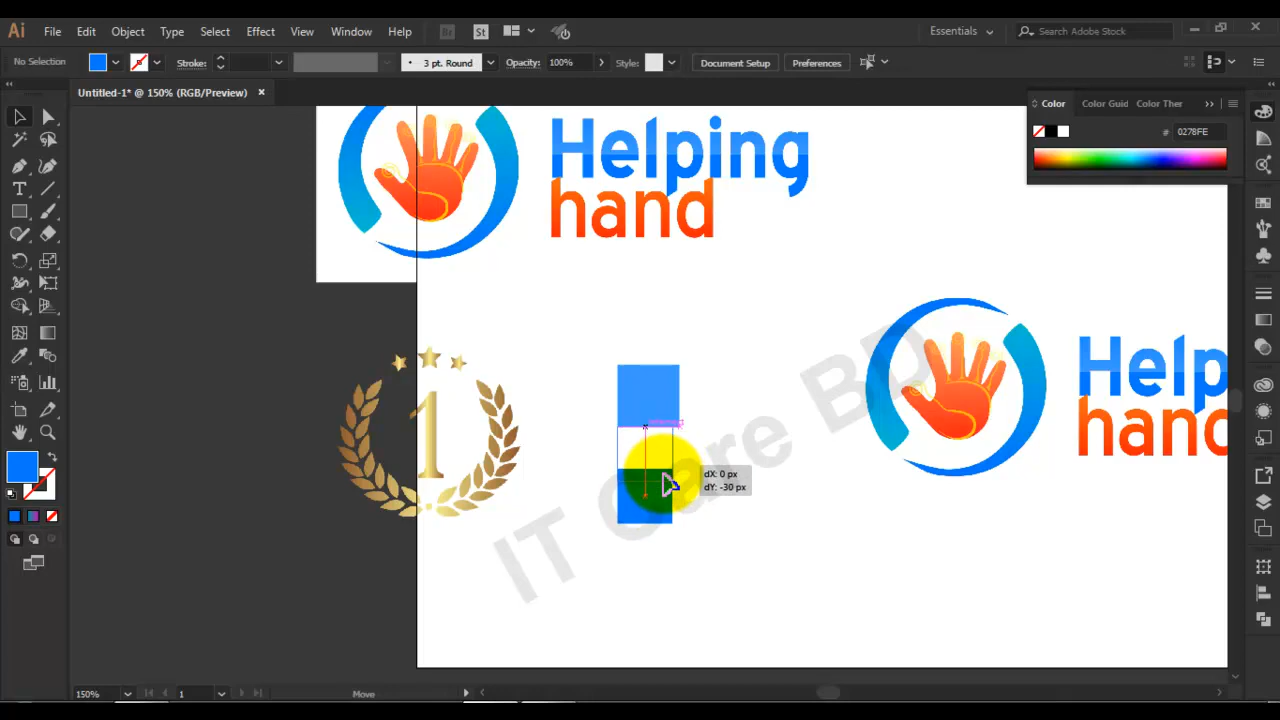 Ai File Edit Object Type Select Effect View Window Help Br St Essentials Search Adobe Stock
No Selection Stroke: 3 pt. Round Opacity: 100% Style: Document Setup Preferences
Untitled-1* @ 150% (RGB/Preview) ×
Color Color Guid Color Ther
# 0278FE
Helping
hand
1
Help
hand
dX: 0 px
dY: -30 px
IT Care BD
150% 1 Move